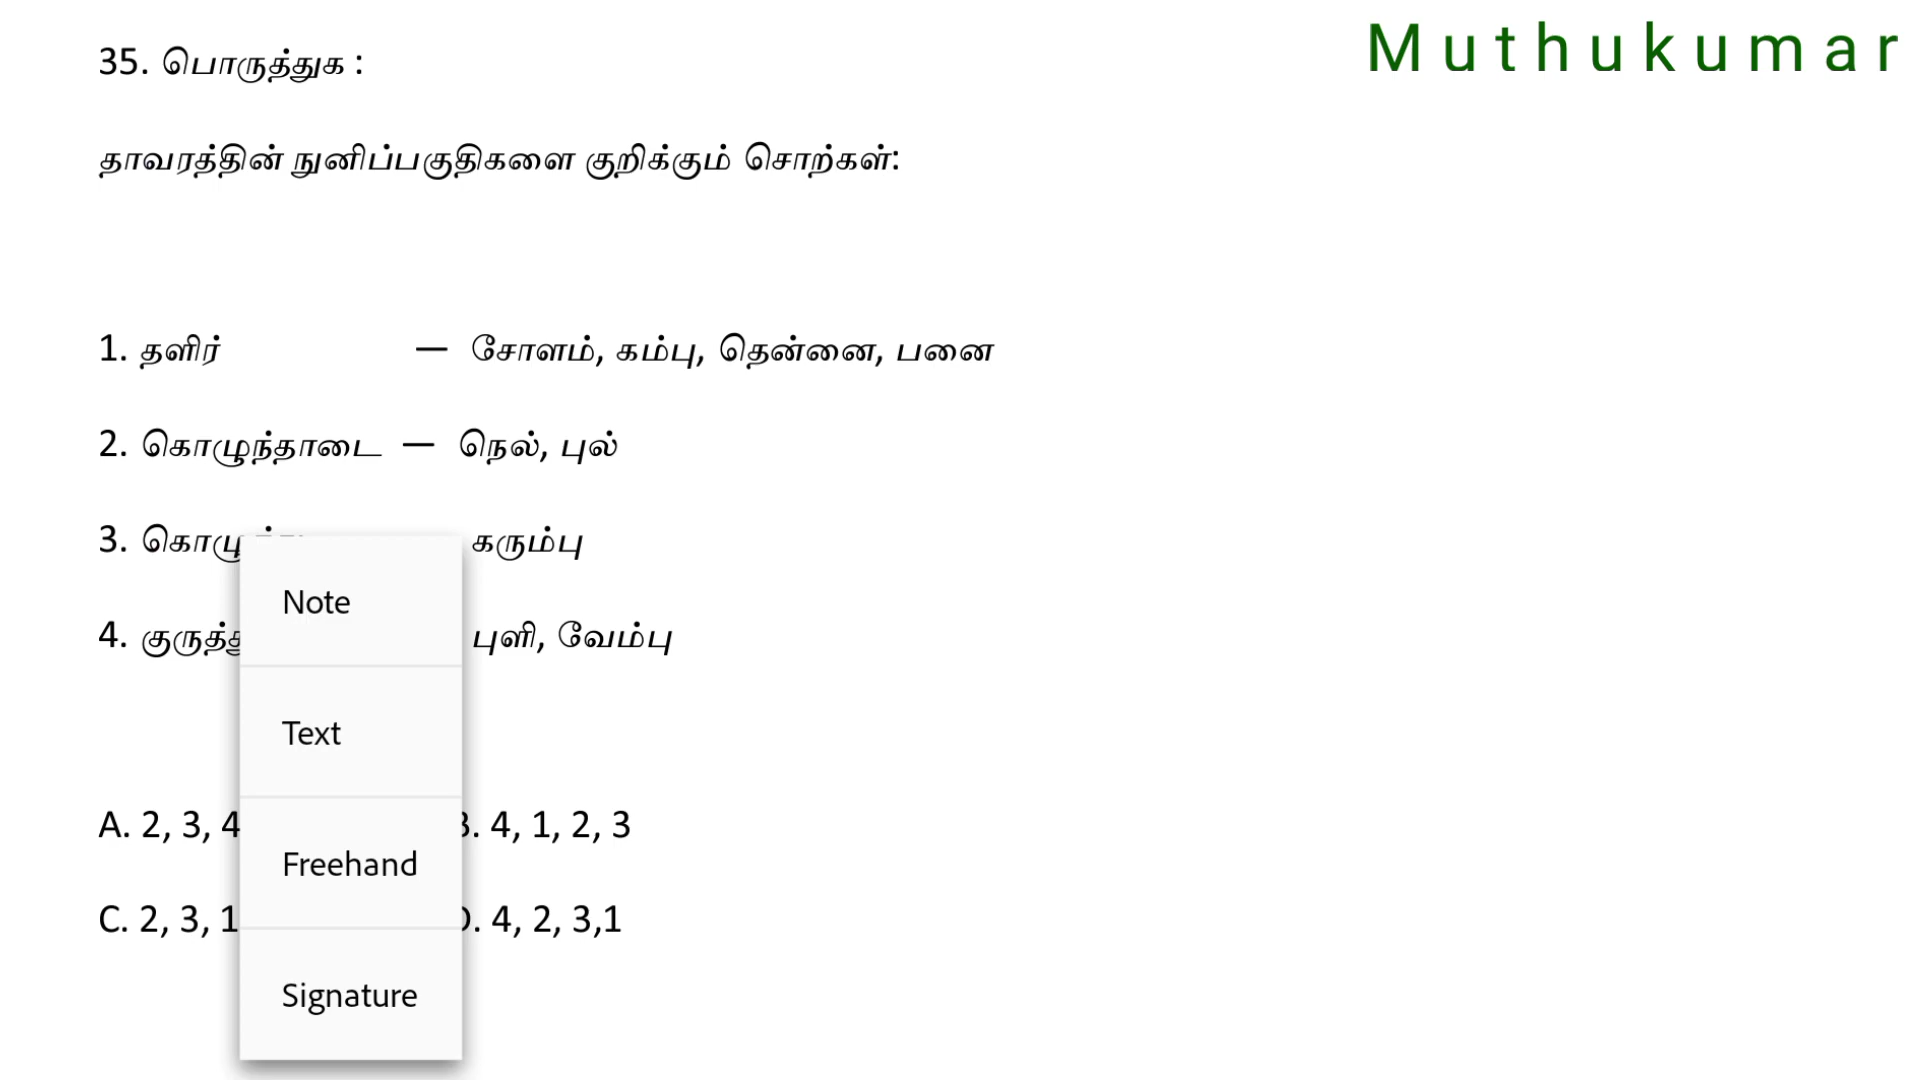 35. பொருத்துக :
Muthukumar
தாவரத்தின் நுனிப்பகுதிகளை குறிக்கும் சொற்கள்:
1. தளிர் — சோளம், கம்பு, தென்னை, பனை
2. கொழுந்தாடை — நெல், புல்
3. கரும்பு
4. புளி, வேம்பு
Note
Text
Freehand
Signature
A. 2, 3, 4 B. 4, 1, 2, 3
C. 2, 3, 1 D. 4, 2, 3,1